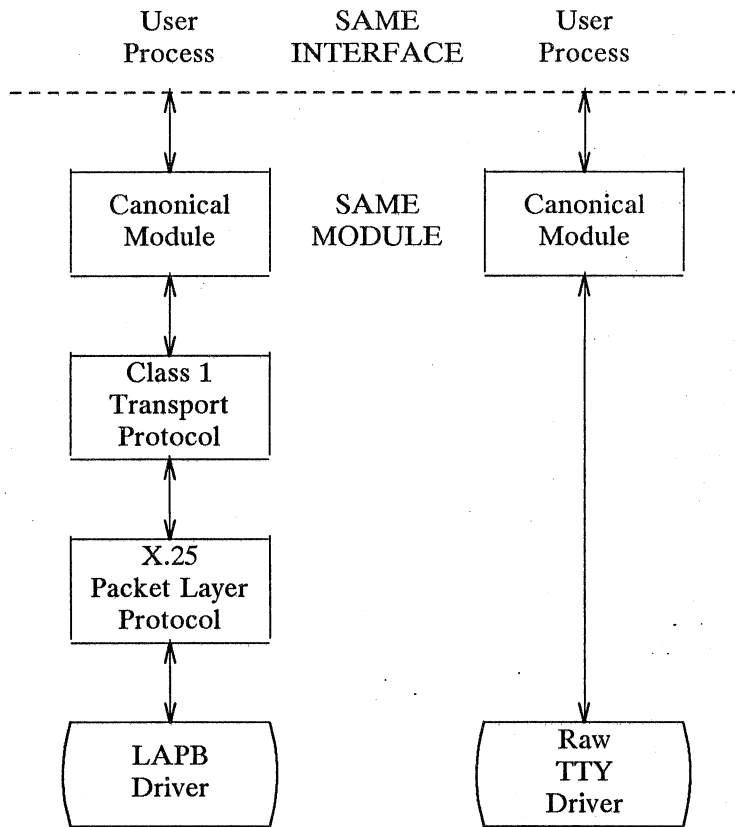 User
Process
SAME
INTERFACE
User
Process
Canonical
Module
SAME
MODULE
Canonical
Module
Class 1
Transport
Protocol
X.25
Packet Layer
Protocol
LAPB
Driver
Raw
TTY
Driver